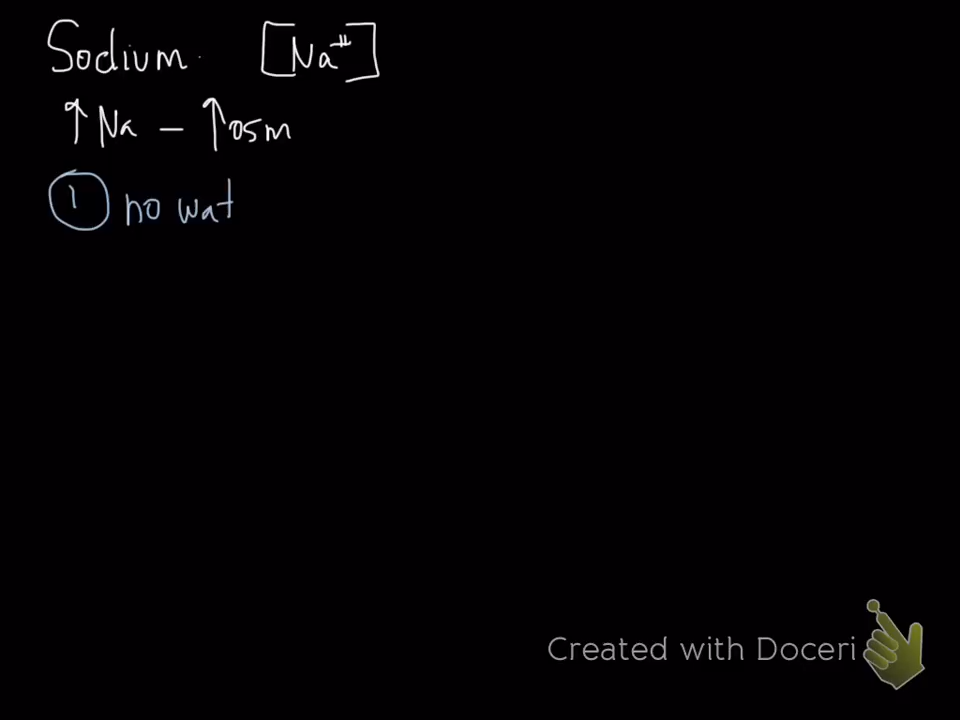 Sodium. [Na+]
↑Na – ↑osm
① no wat
Created with Doceri